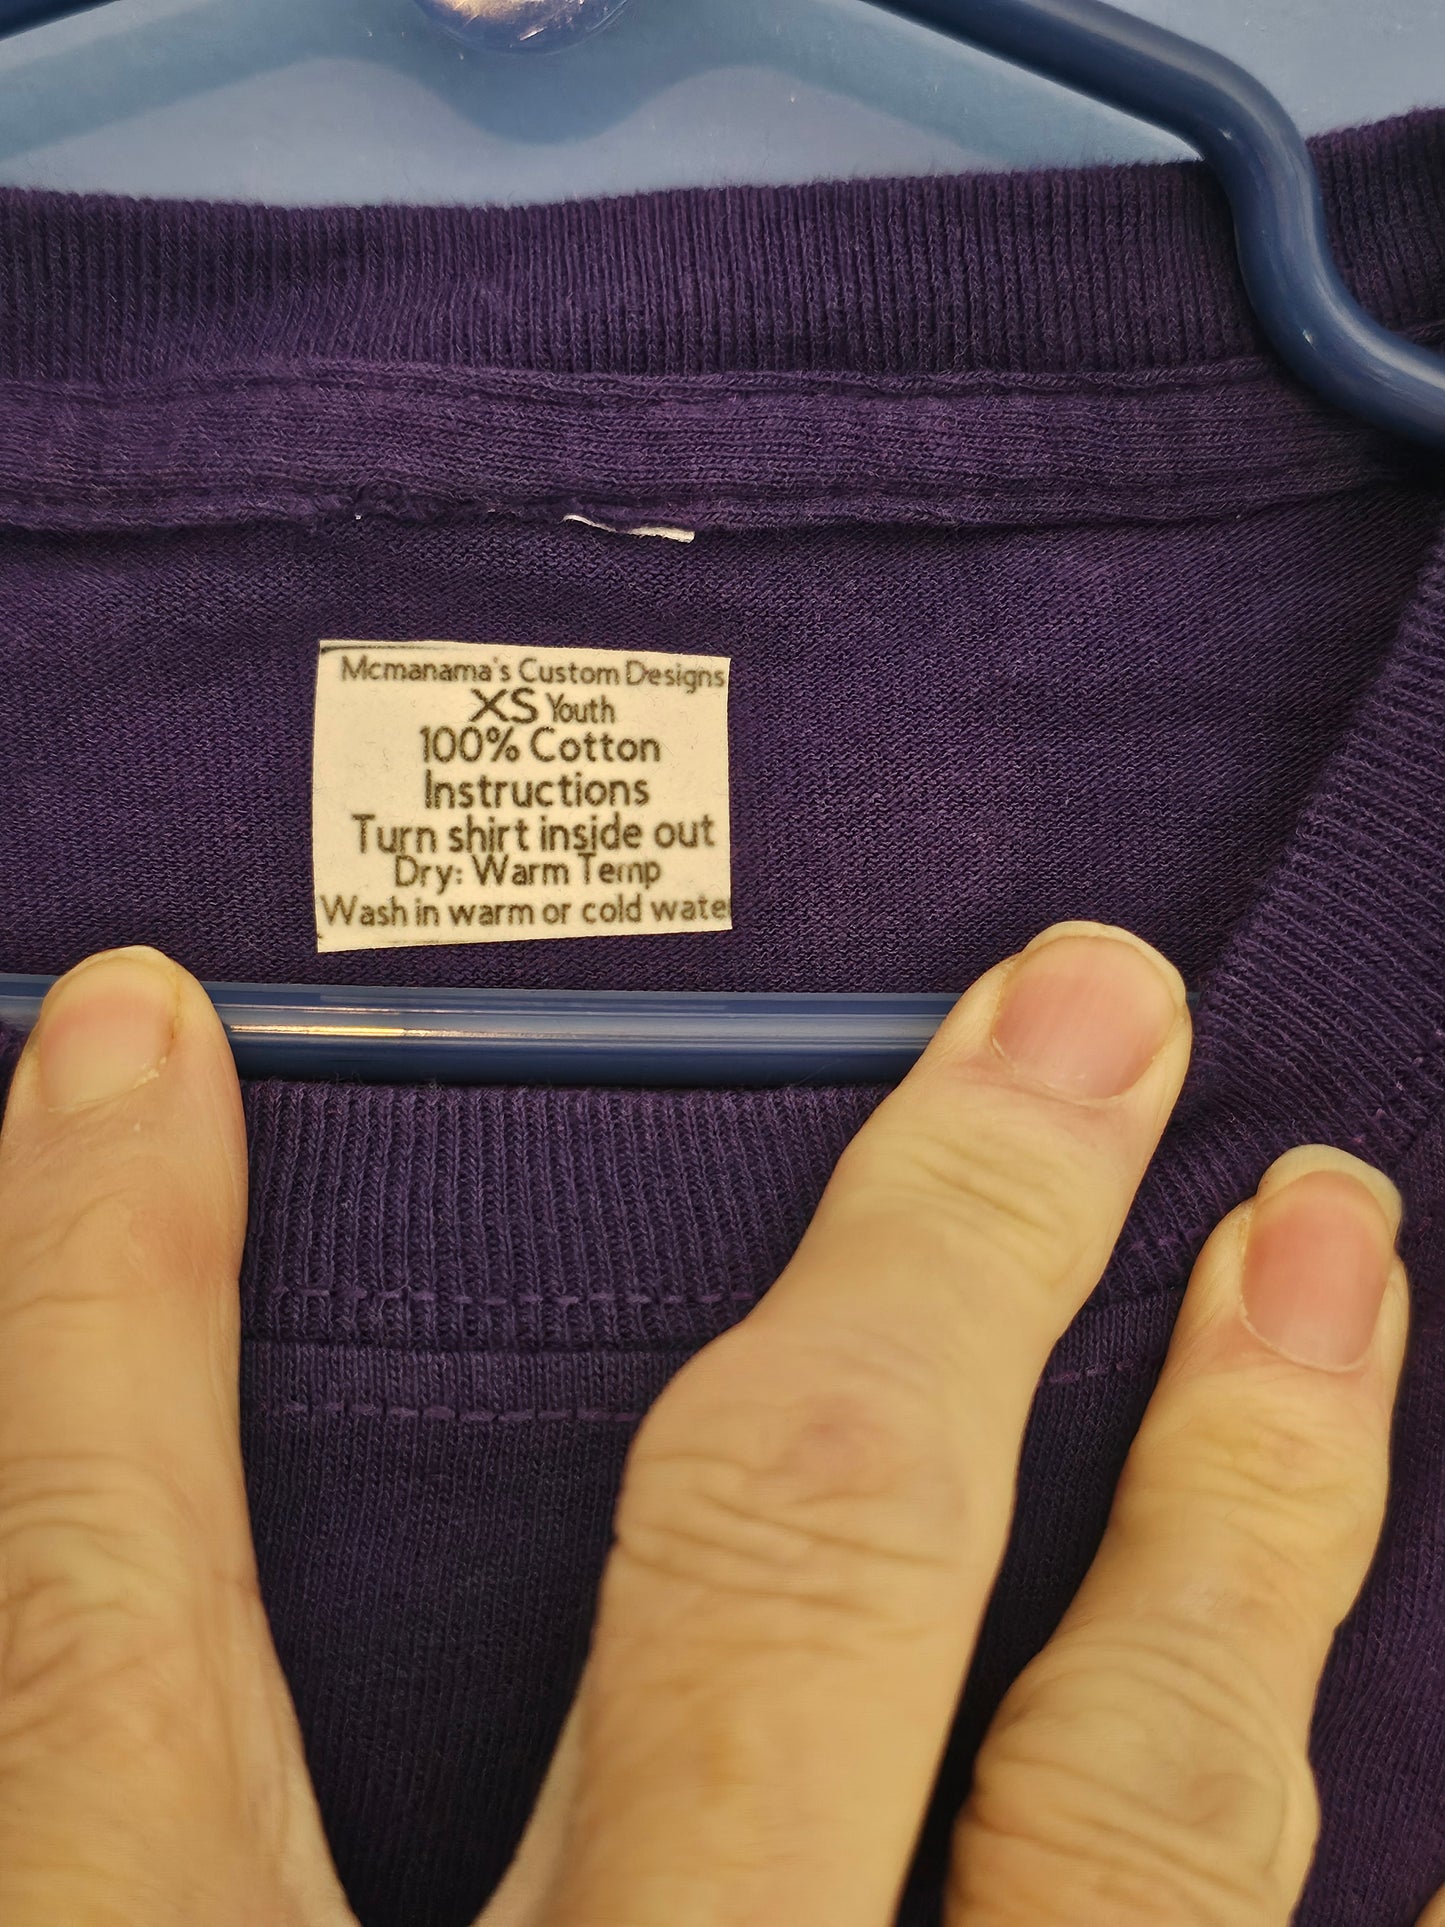 Mcmanama's Custom Designs
XS Youth
100% Cotton
Instructions
Turn shirt inside out
Dry: Warm Temp
Wash in warm or cold water